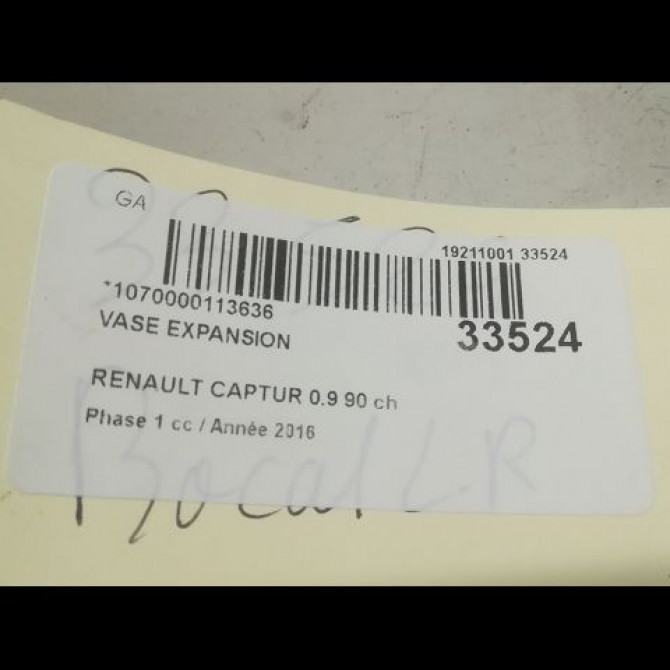 GA
19211001 33524
*1070000113636
33524
VASE EXPANSION
RENAULT CAPTUR 0.9 90 ch
Phase 1 cc / Année 2016
Bocal L.R